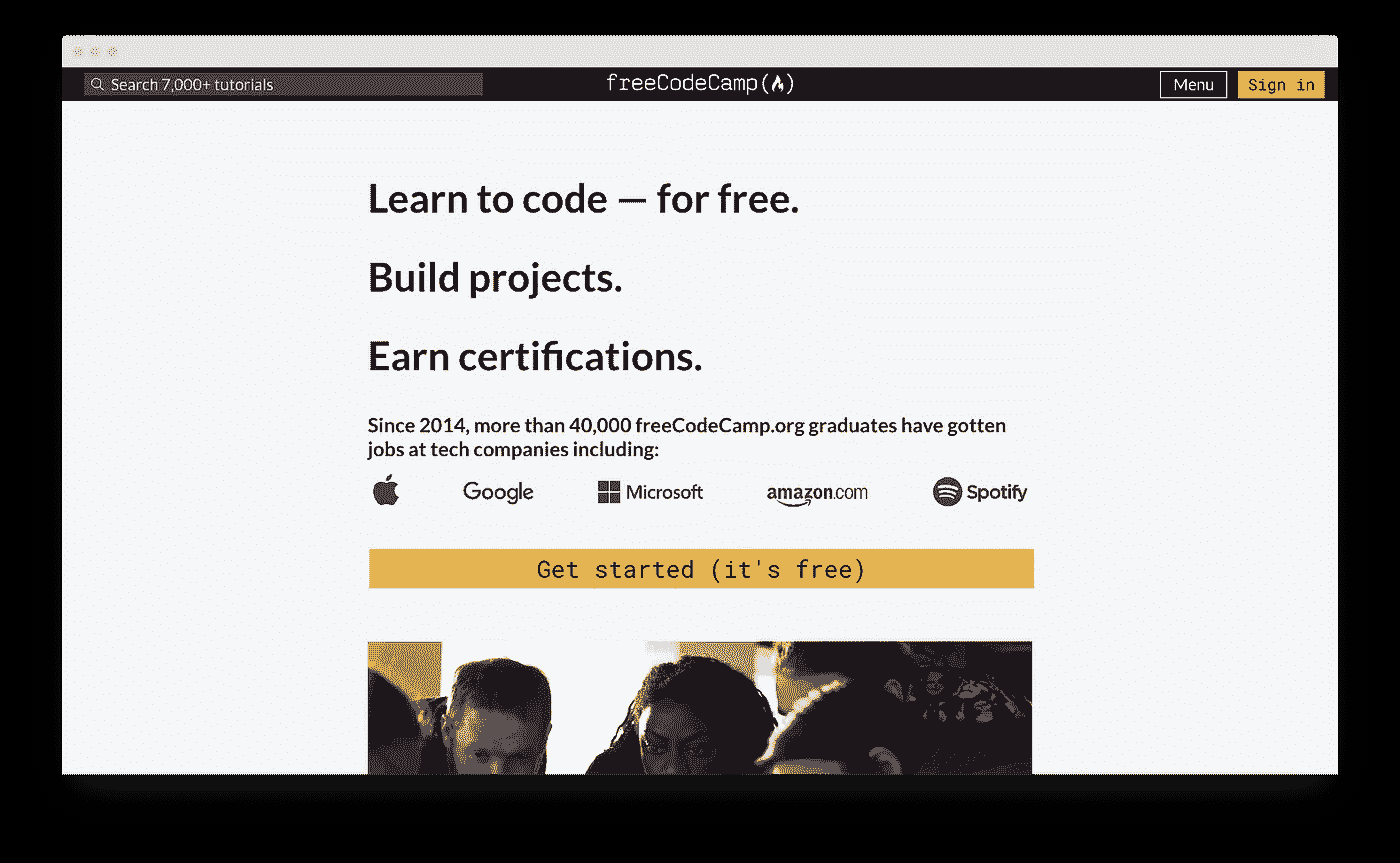 Search 7,000+ tutorials
freeCodeCamp(🔥)
Menu
Sign in
Learn to code — for free.
Build projects.
Earn certifications.
Since 2014, more than 40,000 freeCodeCamp.org graduates have gotten
jobs at tech companies including:
Google
Microsoft
amazon.com
Spotify
Get started (it's free)